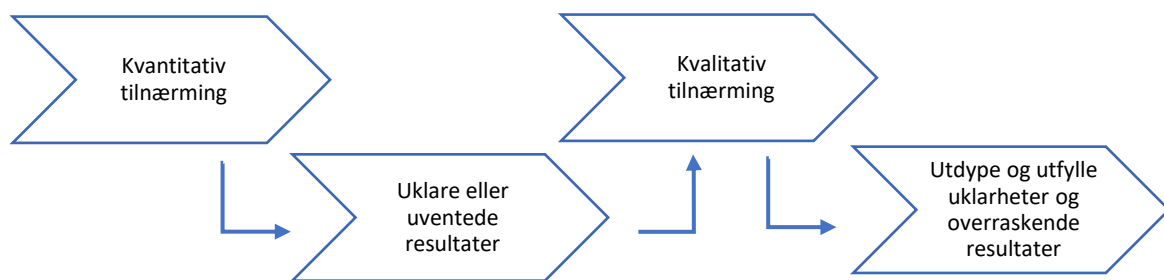 Kvantitativ
tilnærming
Uklare eller
uventede
resultater
Kvalitativ
tilnærming
Utdype og utfylle
uklarheter og
overraskende
resultater